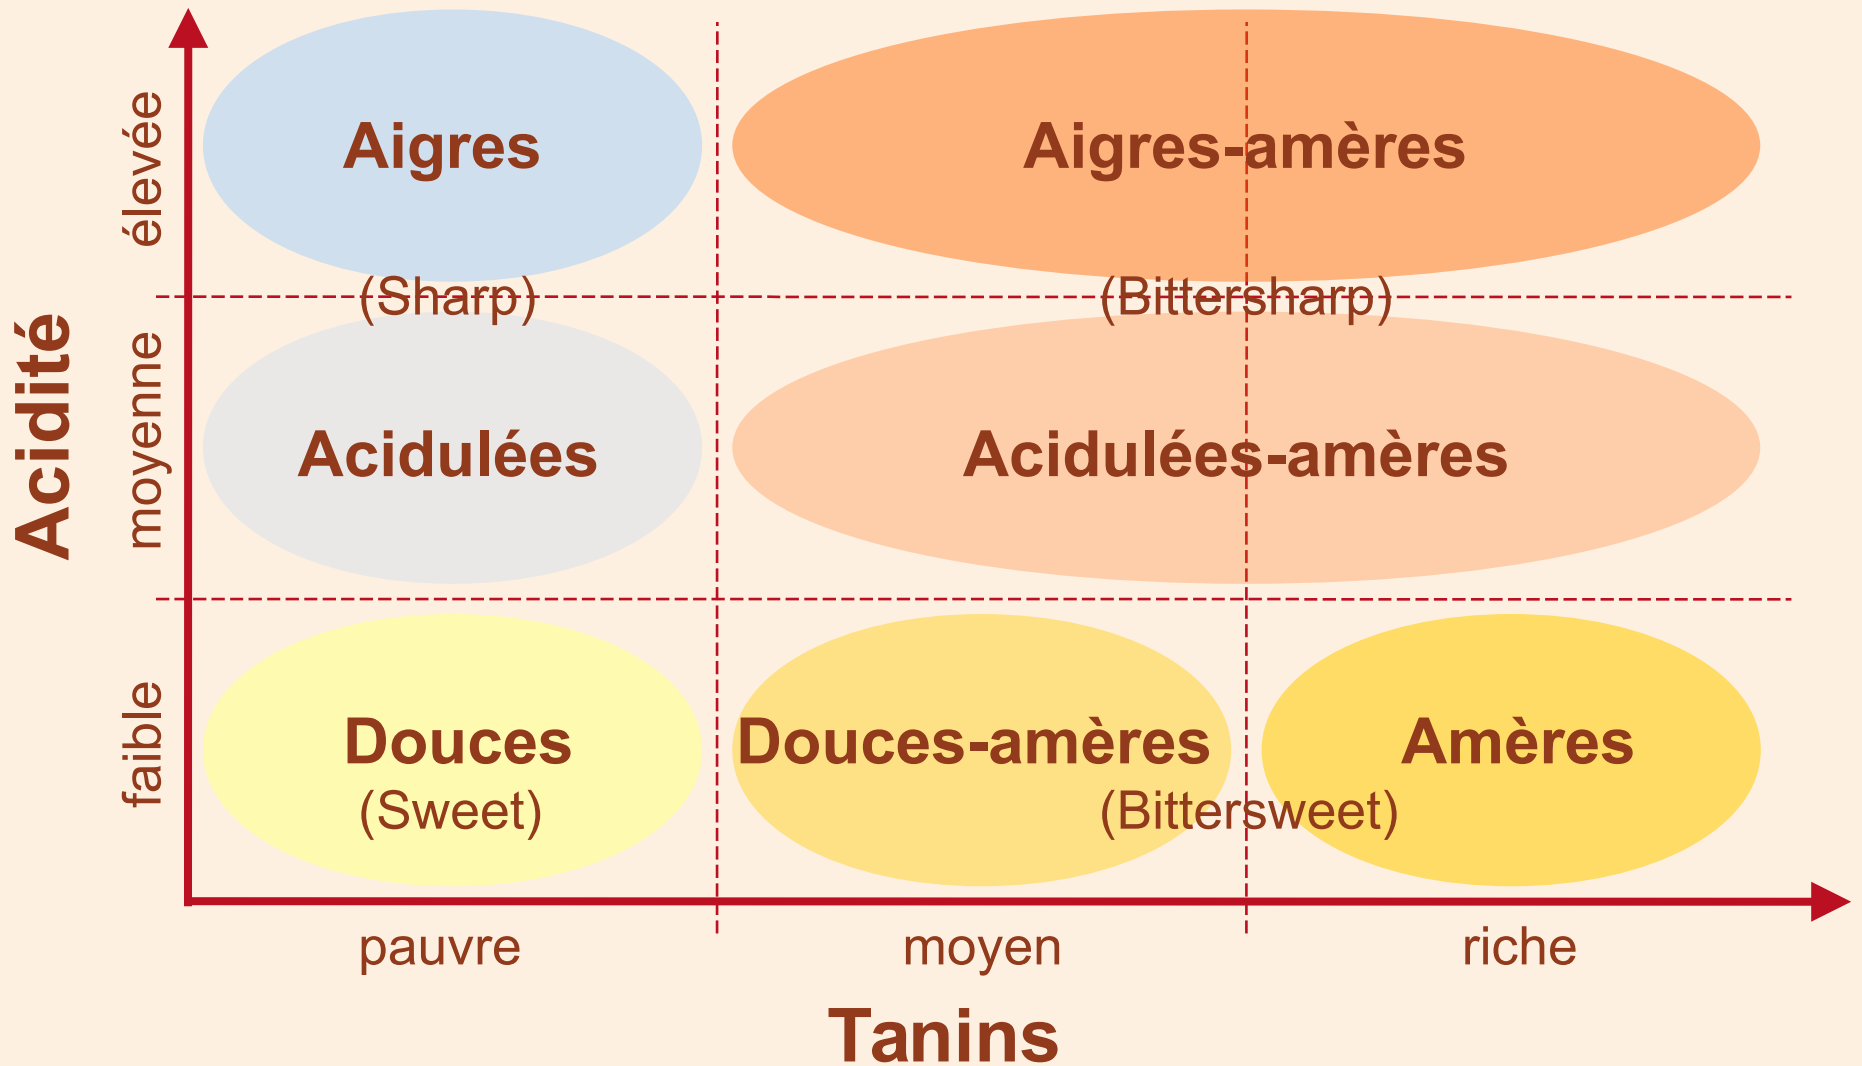 Acidité
élevée
moyenne
faible
Aigres
Aigres-amères
(Sharp)
(Bittersharp)
Acidulées
Acidulées-amères
Douces
Douces-amères
Amères
(Sweet)
(Bittersweet)
pauvre
moyen
riche
Tanins